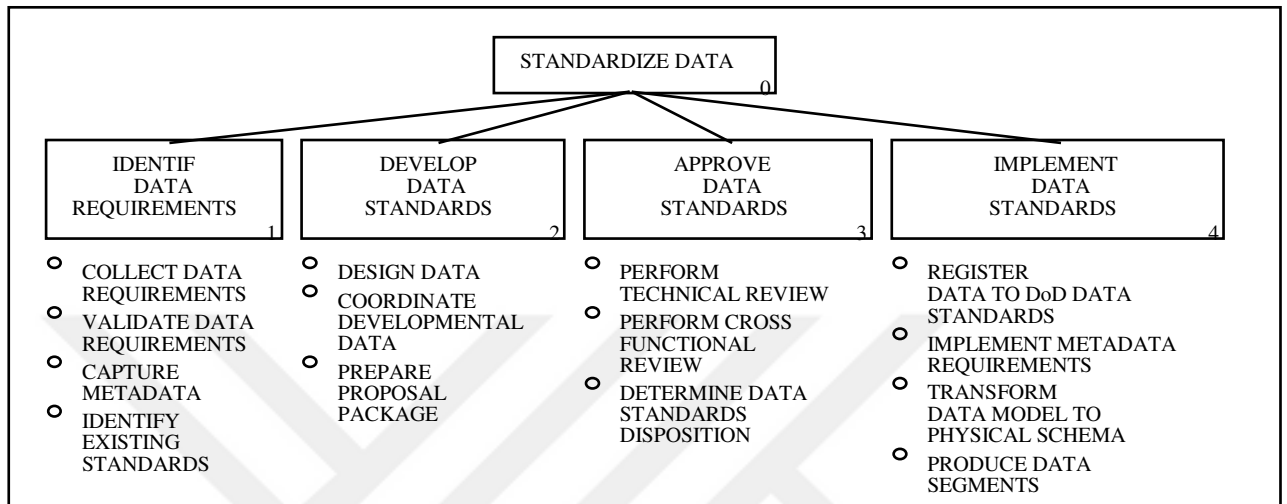 STANDARDIZE DATA
0
IDENTIF
DATA
REQUIREMENTS
1
DEVELOP
DATA
STANDARDS
2
APPROVE
DATA
STANDARDS
3
IMPLEMENT
DATA
STANDARDS
4
COLLECT DATA
REQUIREMENTS
VALIDATE DATA
REQUIREMENTS
CAPTURE
METADATA
IDENTIFY
EXISTING
STANDARDS
DESIGN DATA
COORDINATE
DEVELOPMENTAL
DATA
PREPARE
PROPOSAL
PACKAGE
PERFORM
TECHNICAL REVIEW
PERFORM CROSS
FUNCTIONAL
REVIEW
DETERMINE DATA
STANDARDS
DISPOSITION
REGISTER
DATA TO DoD DATA
STANDARDS
IMPLEMENT METADATA
REQUIREMENTS
TRANSFORM
DATA MODEL TO
PHYSICAL SCHEMA
PRODUCE DATA
SEGMENTS